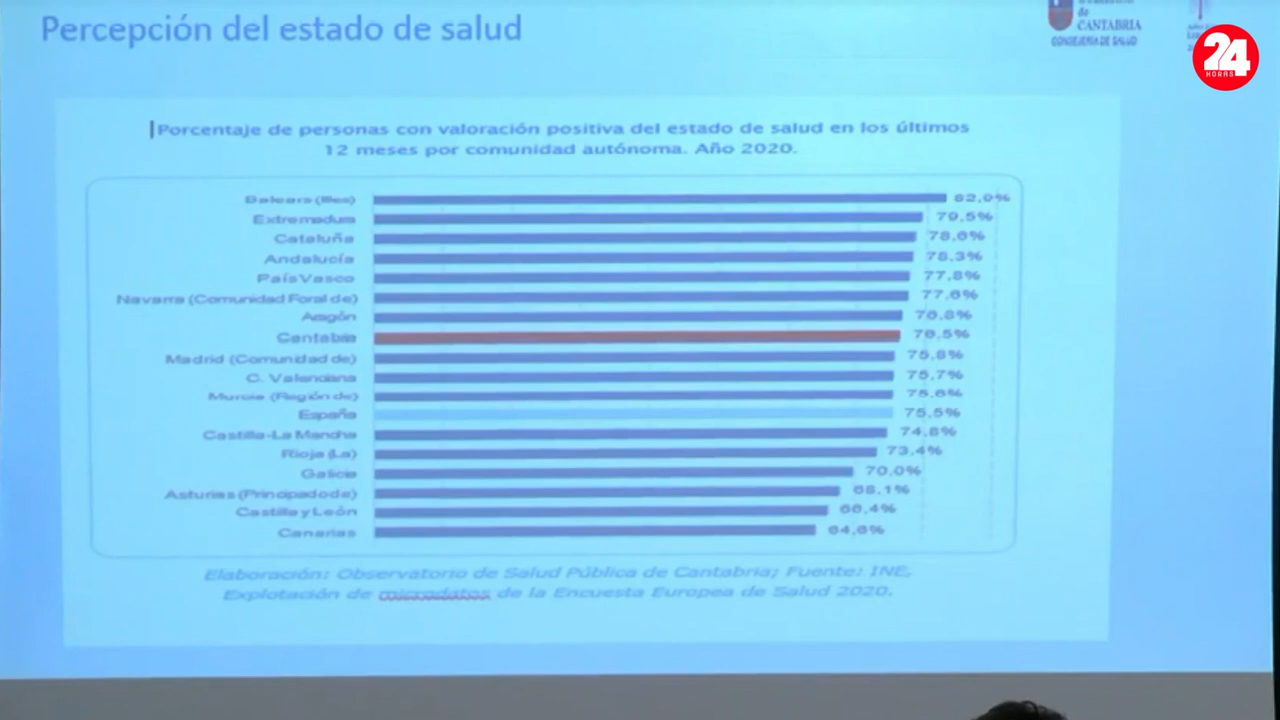 Percepción del estado de salud
de
CANTABRIA
CONSEJERÍA DE SALUD
24
HORAS
Porcentaje de personas con valoración positiva del estado de salud en los últimos
12 meses por comunidad autónoma. Año 2020.
Balears (Illes) 82,0%
Extremadura 79,5%
Cataluña 78,6%
Andalucía 78,3%
País Vasco 77,8%
Navarra (Comunidad Foral de) 77,6%
Aragón 76,8%
Cantabria 76,5%
Madrid (Comunidad de) 75,8%
C. Valenciana 75,7%
Murcia (Región de) 75,6%
España 75,5%
Castilla-La Mancha 74,8%
Rioja (La) 73,4%
Galicia 70,0%
Asturias (Principado de) 68,1%
Castilla y León 66,4%
Canarias 64,6%
Elaboración: Observatorio de Salud Pública de Cantabria; Fuente: INE,
Explotación de microdatos de la Encuesta Europea de Salud 2020.